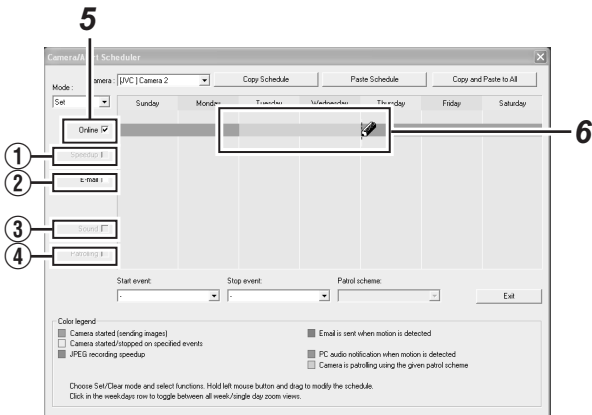 5
Camera/Alert Scheduler
Mode :
Camera : [JVC ] Camera 2
Copy Schedule
Paste Schedule
Copy and Paste to All
Set
Sunday
Monday
Tuesday
Wednesday
Thursday
Friday
Saturday
Online
6
1
Speedup
2
E-mail
3
Sound
4
Patroling
Start event:
Stop event:
Patrol scheme:
-
-
Exit
Color legend
Camera started (sending images)
Email is sent when motion is detected
Camera started/stopped on specified events
JPEG recording speedup
PC audio notification when motion is detected
Camera is patrolling using the given patrol scheme
Choose Set/Clear mode and select functions. Hold left mouse button and drag to modify the schedule.
Click in the weekdays row to toggle between all week/single day zoom views.